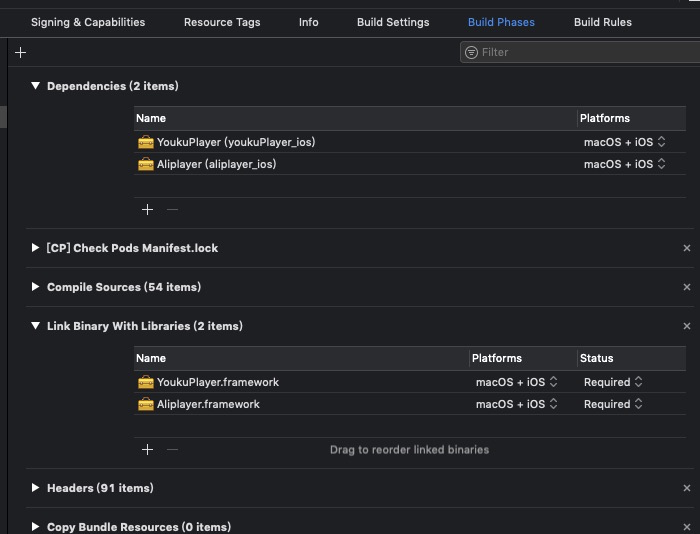 Signing & Capabilities Resource Tags Info Build Settings Build Phases Build Rules
Filter
Dependencies (2 items)
Name Platforms
YoukuPlayer (youkuPlayer_ios) macOS + iOS
Aliplayer (aliplayer_ios) macOS + iOS
[CP] Check Pods Manifest.lock
Compile Sources (54 items)
Link Binary With Libraries (2 items)
Name Platforms Status
YoukuPlayer.framework macOS + iOS Required
Aliplayer.framework macOS + iOS Required
Drag to reorder linked binaries
Headers (91 items)
Copy Bundle Resources (0 items)